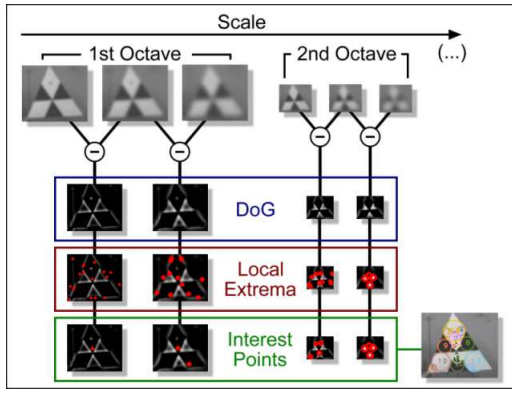 Scale
1st Octave
2nd Octave
(...)
DoG
Local
Extrema
Interest
Points